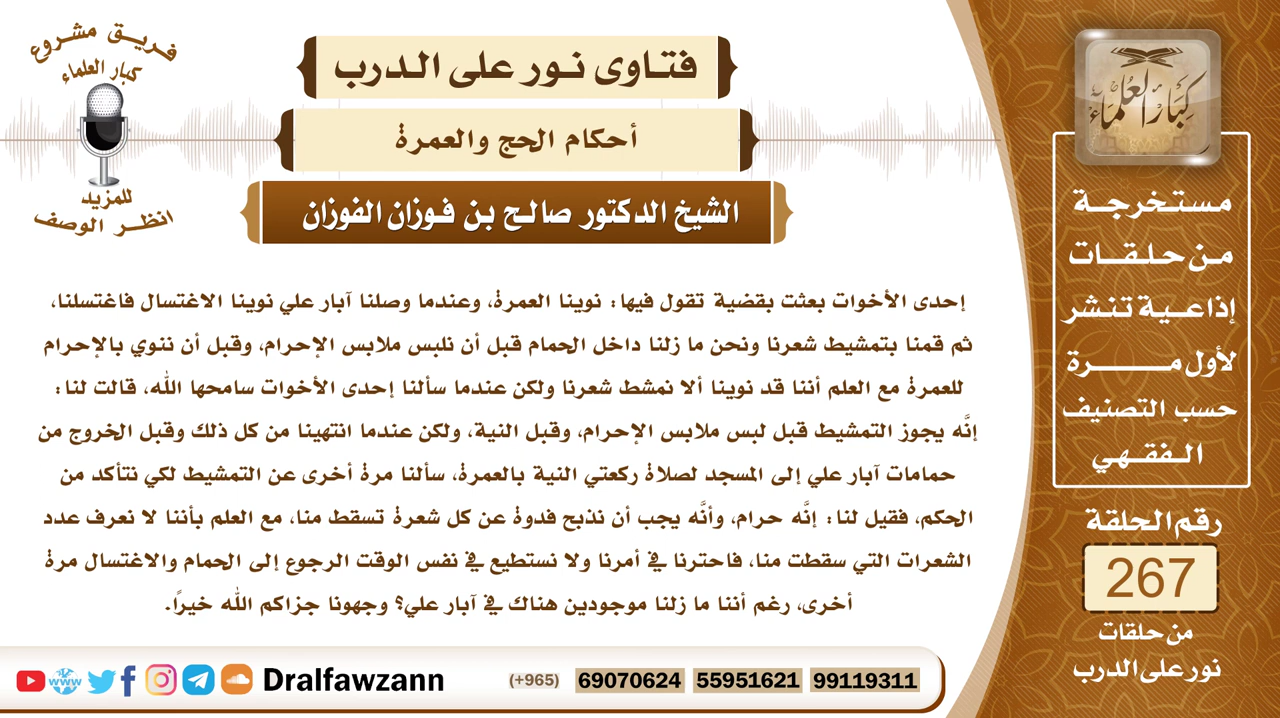 فريق مشروع
كبار العلماء
للمزيد
انظر الوصف
فتاوى نور على الدرب
أحكام الحج والعمرة
الشيخ الدكتور صالح بن فوزان الفوزان
إحدى الأخوات بعثت بقضية تقول فيها: نوينا العمرة، وعندما وصلنا آبار علي نوينا الاغتسال فاغتسلنا،
ثم قمنا بتمشيط شعرنا ونحن ما زلنا داخل الحمام قبل أن نلبس ملابس الإحرام، وقبل أن ننوي بالإحرام
للعمرة مع العلم أننا قد نوينا ألا نمشط شعرنا ولكن عندما سألنا إحدى الأخوات سامحها الله، قالت لنا:
إنَّه يجوز التمشيط قبل لبس ملابس الإحرام، وقبل النية، ولكن عندما انتهينا من كل ذلك وقبل الخروج من
حمامات آبار علي إلى المسجد لصلاة ركعتي النية بالعمرة، سألنا مرة أخرى عن التمشيط لكي نتأكد من
الحكم، فقيل لنا: إنَّه حرام، وأنَّه يجب أن نذبح فدوة عن كل شعرة تسقط منا، مع العلم بأننا لا نعرف عدد
الشعرات التي سقطت منا، فاحترنا في أمرنا ولا نستطيع في نفس الوقت الرجوع إلى الحمام والاغتسال مرة
أخرى، رغم أننا ما زلنا موجودين هناك في آبار علي؟ وجهونا جزاكم الله خيرًا.
كبار العلماء
مستخرجة
من حلقات
إذاعية تنشر
لأول مرة
حسب التصنيف
الفقهي
رقم الحلقة
267
من حلقات
نور على الدرب
www Dralfawzann (+965) 69070624 55951621 99119311